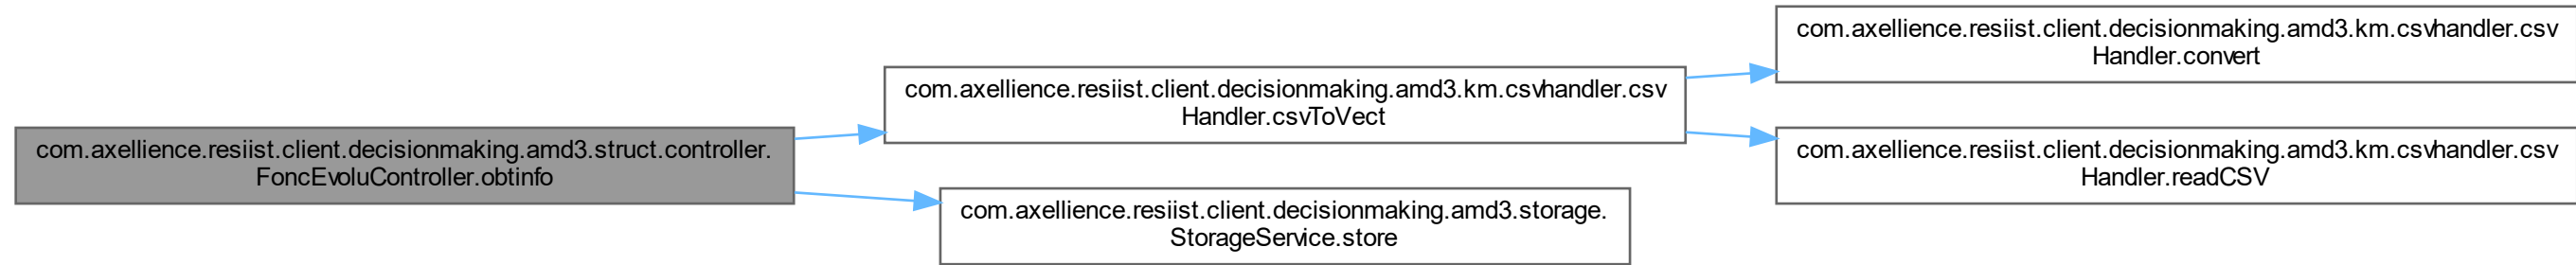 com.axellience.resiist.client.decisionmaking.amd3.struct.controller.
FoncEvoluController.obtinfo
com.axellience.resiist.client.decisionmaking.amd3.km.csvhandler.csv
Handler.csvToVect
com.axellience.resiist.client.decisionmaking.amd3.km.csvhandler.csv
Handler.convert
com.axellience.resiist.client.decisionmaking.amd3.km.csvhandler.csv
Handler.readCSV
com.axellience.resiist.client.decisionmaking.amd3.storage.
StorageService.store